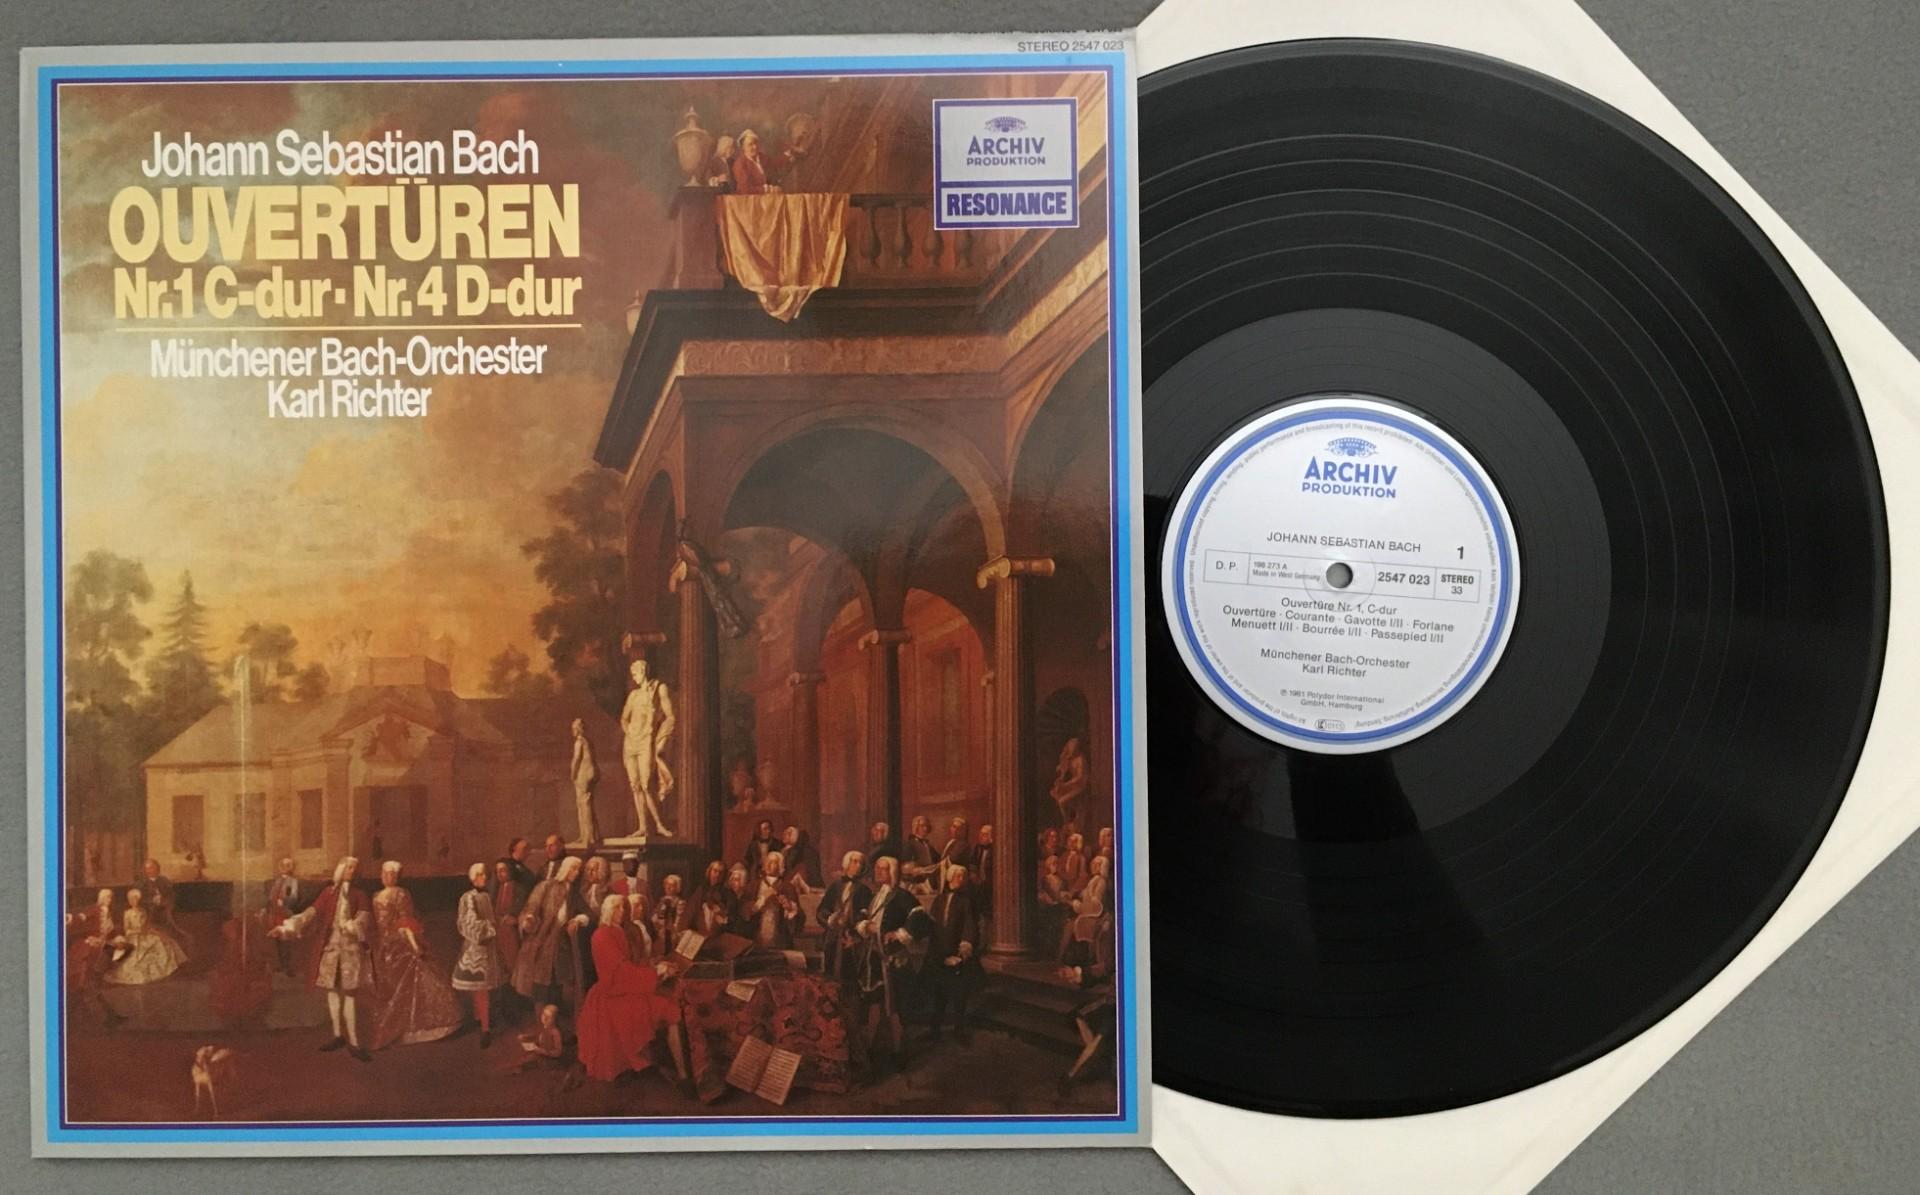 STEREO 2547 023
Johann Sebastian Bach
OUVERTÜREN
Nr.1 C-dur · Nr.4 D-dur
Münchener Bach-Orchester
Karl Richter
ARCHIV
PRODUKTION
RESONANCE
ARCHIV
PRODUKTION
JOHANN SEBASTIAN BACH
1
D. P.
198 273 A
Made in West Germany
2547 023
STEREO
33
Ouvertüre Nr. 1, C-dur
Ouvertüre · Courante · Gavotte I/II · Forlane
Menuett I/II · Bourrée I/II · Passepied I/II
Münchener Bach-Orchester
Karl Richter
℗ 1981 Polydor International
GmbH, Hamburg